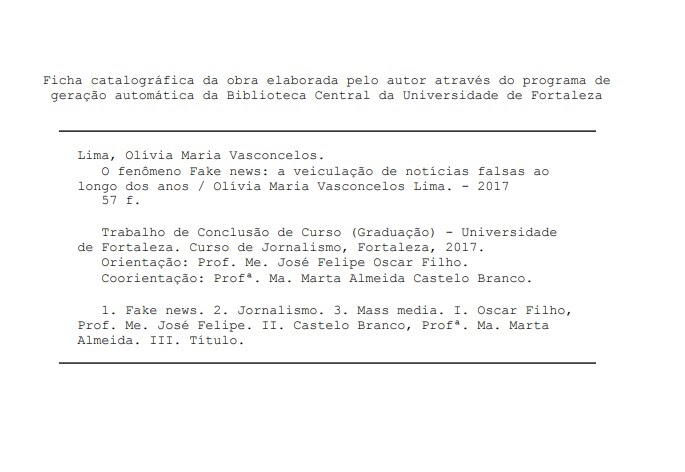 Ficha catalográfica da obra elaborada pelo autor através do programa de
geração automática da Biblioteca Central da Universidade de Fortaleza
Lima, Olívia Maria Vasconcelos.
O fenômeno Fake news: a veiculação de notícias falsas ao
longo dos anos / Olívia Maria Vasconcelos Lima. - 2017
57 f.
Trabalho de Conclusão de Curso (Graduação) - Universidade
de Fortaleza. Curso de Jornalismo, Fortaleza, 2017.
Orientação: Prof. Me. José Felipe Oscar Filho.
Coorientação: Profª. Ma. Marta Almeida Castelo Branco.
1. Fake news. 2. Jornalismo. 3. Mass media. I. Oscar Filho,
Prof. Me. José Felipe. II. Castelo Branco, Profª. Ma. Marta
Almeida. III. Título.